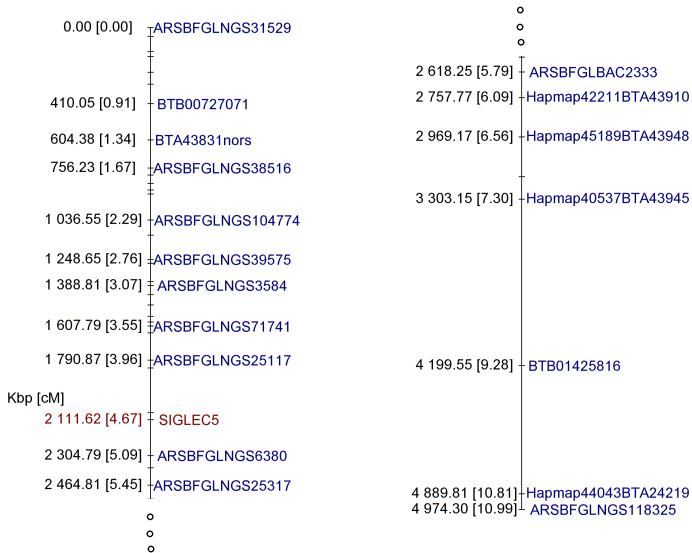 0.00 [0.00] ARSBFGLNGS31529
410.05 [0.91] BTB00727071
604.38 [1.34] BTA43831nors
756.23 [1.67] ARSBFGLNGS38516
1 036.55 [2.29] ARSBFGLNGS104774
1 248.65 [2.76] ARSBFGLNGS39575
1 388.81 [3.07] ARSBFGLNGS3584
1 607.79 [3.55] ARSBFGLNGS71741
1 790.87 [3.96] ARSBFGLNGS25117
Kbp [cM]
2 111.62 [4.67] SIGLEC5
2 304.79 [5.09] ARSBFGLNGS6380
2 464.81 [5.45] ARSBFGLNGS25317
2 618.25 [5.79] ARSBFGLBAC2333
2 757.77 [6.09] Hapmap42211BTA43910
2 969.17 [6.56] Hapmap45189BTA43948
3 303.15 [7.30] Hapmap40537BTA43945
4 199.55 [9.28] BTB01425816
4 889.81 [10.81] Hapmap44043BTA24219
4 974.30 [10.99] ARSBFGLNGS118325